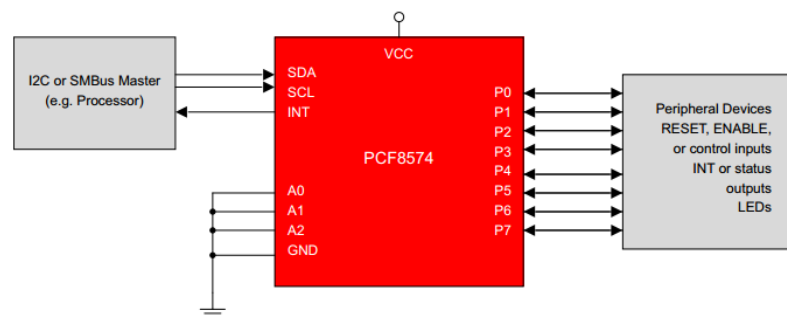 VCC
I2C or SMBus Master
(e.g. Processor)
SDA
SCL
INT
PCF8574
A0
A1
A2
GND
P0
P1
P2
P3
P4
P5
P6
P7
Peripheral Devices
RESET, ENABLE,
or control inputs
INT or status
outputs
LEDs